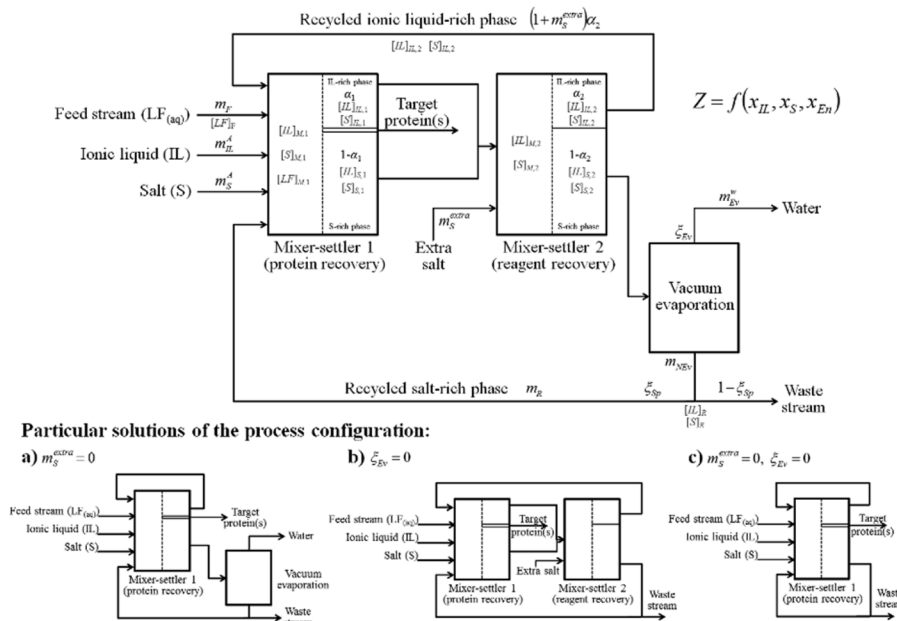 Recycled ionic liquid-rich phase (1+m_S^extra)α_2
[IL]_IL,2 [S]_IL,2
Feed stream (LF_(aq))
m_F
[LF]_F
Ionic liquid (IL)
m_IL^A
Salt (S)
m_S^A
[IL]_M,1
[S]_M,1
[LF]_M,1
IL-rich phase
α_1
[IL]_IL,1
[S]_IL,1
1-α_1
[IL]_S,1
[S]_S,1
S-rich phase
Target
protein(s)
Mixer-settler 1
(protein recovery)
m_S^extra
Extra
salt
[IL]_M,2
[S]_M,2
IL-rich phase
α_2
[IL]_IL,2
[S]_IL,2
1-α_2
[IL]_S,2
[S]_S,2
S-rich phase
Mixer-settler 2
(reagent recovery)
Z = f(x_IL, x_S, x_En)
m_Ev^w
Water
ξ_Ev
Vacuum
evaporation
m_NEv
Recycled salt-rich phase m_R
ξ_Sp
1-ξ_Sp
Waste
stream
[IL]_R
[S]_R
Particular solutions of the process configuration:
a) m_S^extra = 0
Feed stream (LF_(aq))
Ionic liquid (IL)
Salt (S)
Target
protein(s)
Mixer-settler 1
(protein recovery)
Water
Vacuum
evaporation
Waste
b) ξ_Ev = 0
Feed stream (LF_(aq))
Ionic liquid (IL)
Salt (S)
Target
protein(s)
Extra salt
Mixer-settler 1
(protein recovery)
Mixer-settler 2
(reagent recovery)
Waste
stream
c) m_S^extra=0, ξ_Ev = 0
Feed stream (LF_(aq))
Ionic liquid (IL)
Salt (S)
Target
protein(s)
Mixer-settler 1
(protein recovery)
Waste
stream